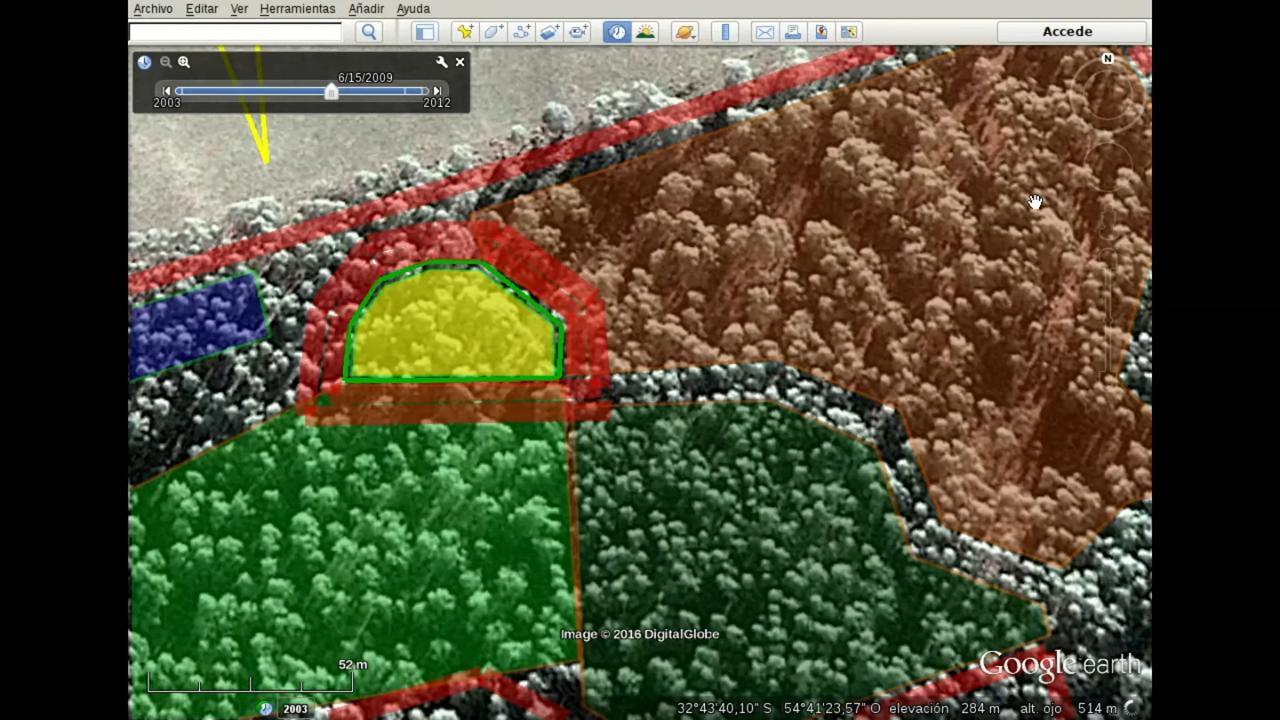 Archivo Editar Ver Herramientas Añadir Ayuda
Accede
6/15/2009
2003 2012
N
Image © 2016 DigitalGlobe
52 m
Google earth
2003
32°43'40,10" S 54°41'23,57" O elevación 284 m alt. ojo 514 m